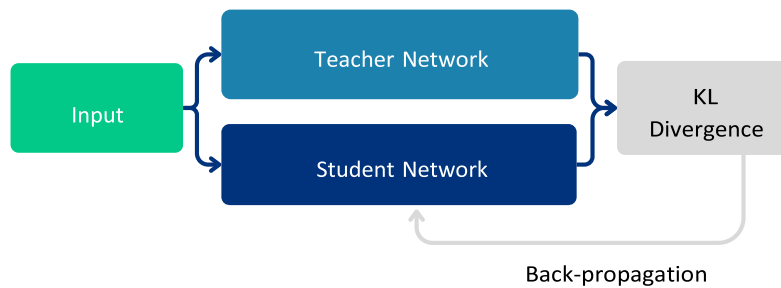 Input
Teacher Network
Student Network
KL
Divergence
Back-propagation